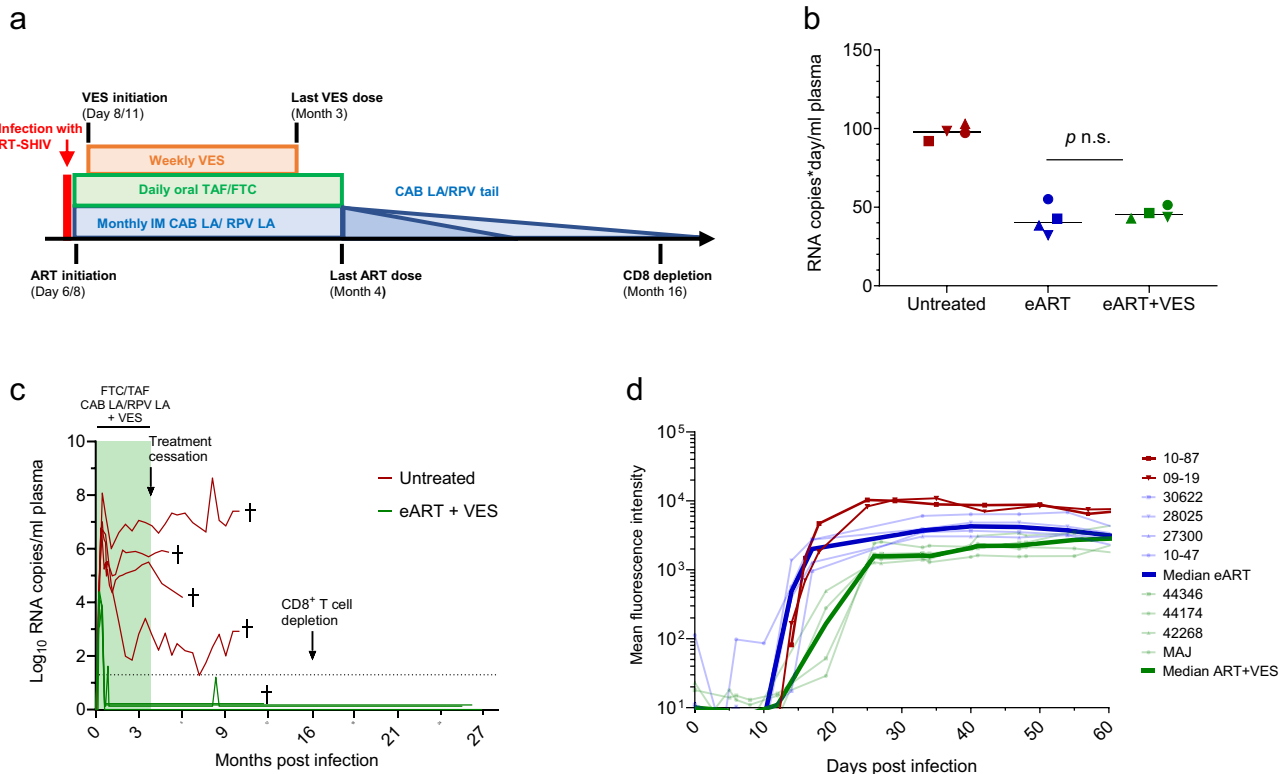 a
VES initiation
(Day 8/11)
Last VES dose
(Month 3)
Infection with
RT-SHIV
Weekly VES
Daily oral TAF/FTC
Monthly IM CAB LA/ RPV LA
CAB LA/RPV tail
ART initiation
(Day 6/8)
Last ART dose
(Month 4)
CD8 depletion
(Month 16)
b
150
100
50
0
RNA copies*day/ml plasma
p n.s.
Untreated
eART
eART+VES
c
FTC/TAF
CAB LA/RPV LA
+ VES
Treatment
cessation
Untreated
eART + VES
CD8+ T cell
depletion
10
8
6
4
2
0
Log10 RNA copies/ml plasma
0
3
9
16
21
27
Months post infection
d
10^5
10^4
10^3
10^2
10^1
Mean fluorescence intensity
0
10
20
30
40
50
60
Days post infection
10-87
09-19
30622
28025
27300
10-47
Median eART
44346
44174
42268
MAJ
Median ART+VES